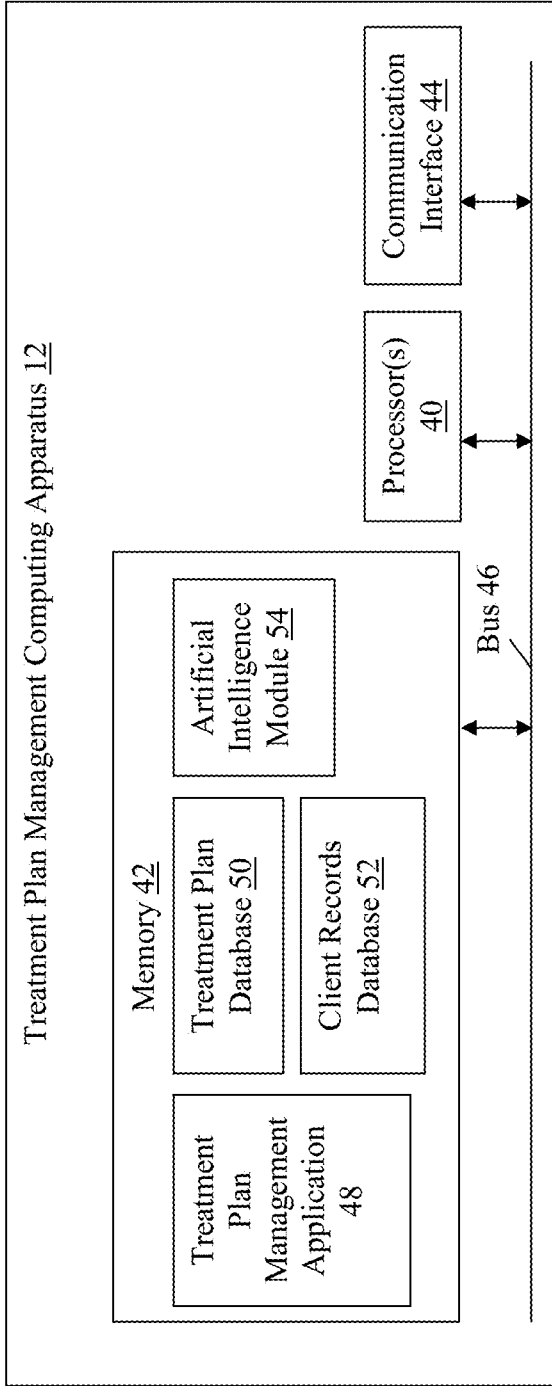 Treatment Plan Management Computing Apparatus 12
Memory 42
Treatment
Plan
Management
Application
48
Treatment Plan
Database 50
Client Records
Database 52
Artificial
Intelligence
Module 54
Processor(s)
40
Communication
Interface 44
Bus 46